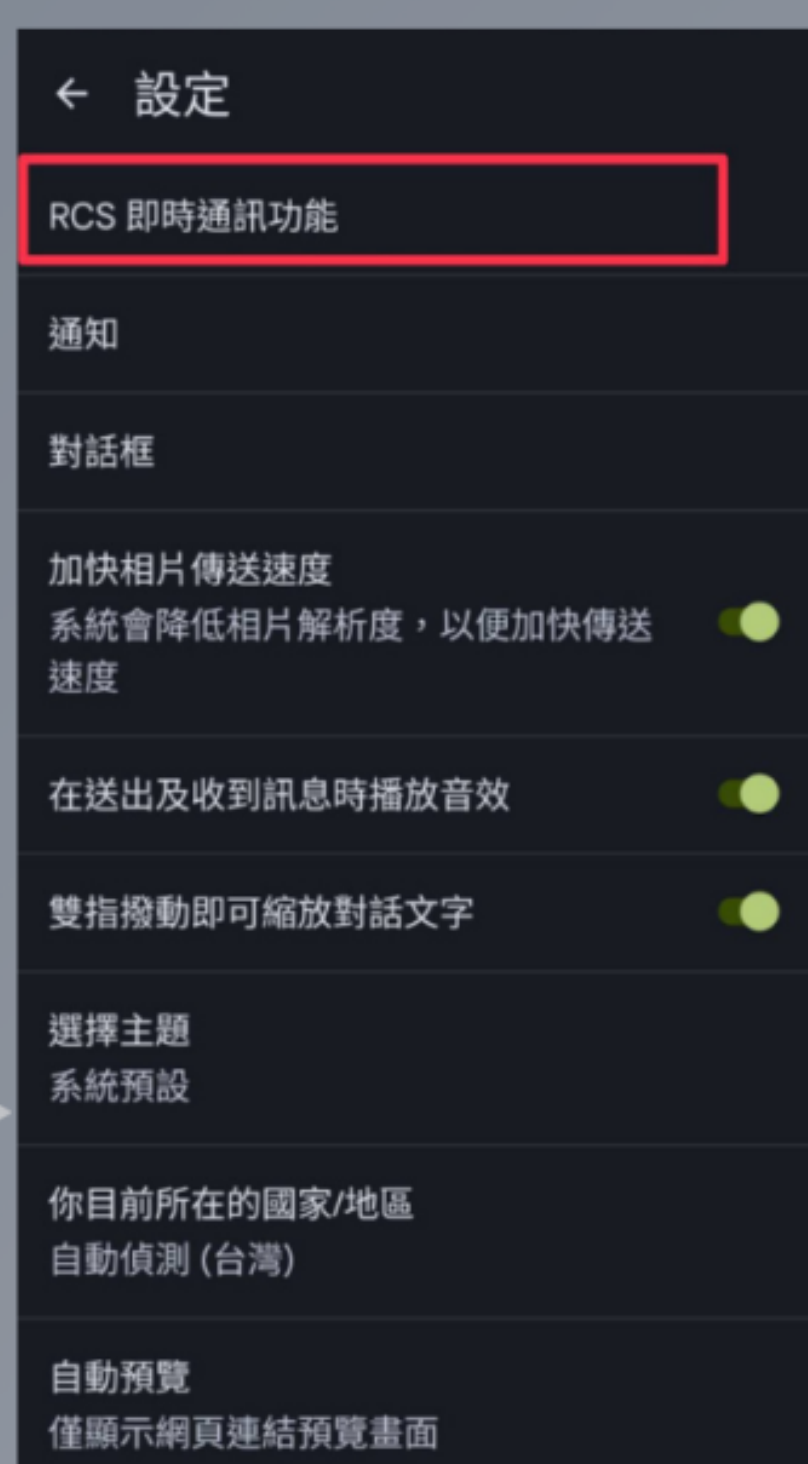 設定
RCS 即時通訊功能
通知
對話框
加快相片傳送速度
系統會降低相片解析度，以便加快傳送
速度
在送出及收到訊息時播放音效
雙指撥動即可縮放對話文字
選擇主題
系統預設
你目前所在的國家/地區
自動偵測 (台灣)
自動預覽
僅顯示網頁連結預覽畫面